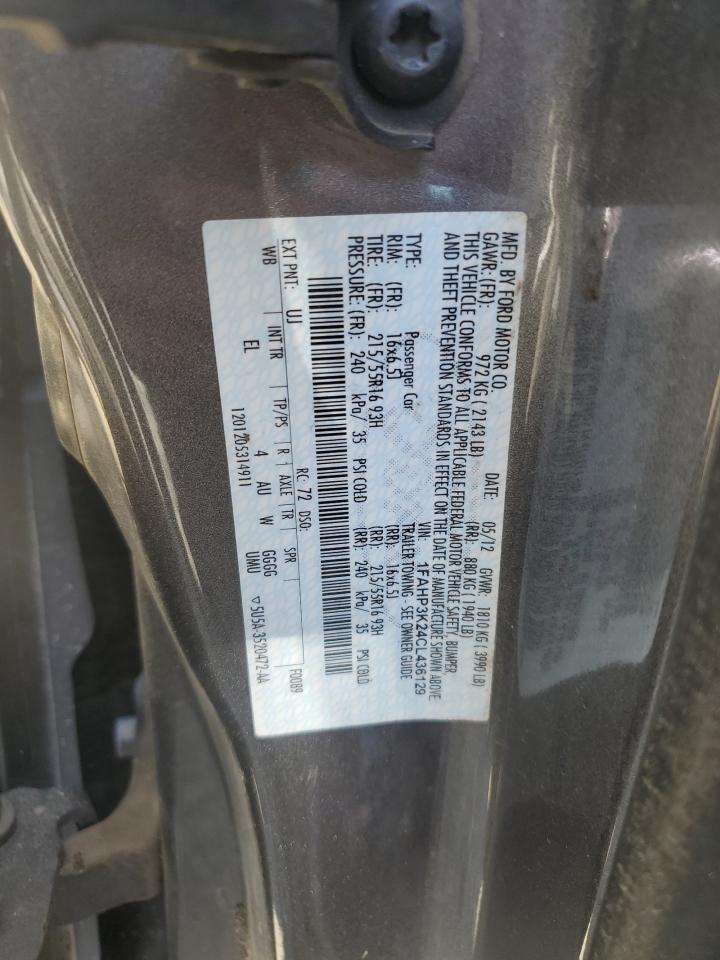 MFD. BY FORD MOTOR CO.
DATE: 05/12 GVWR: 1810 KG ( 3990 LB)
GAWR: (FR): 972 KG ( 2143 LB) (RR): 880 KG ( 1940 LB)
THIS VEHICLE CONFORMS TO ALL APPLICABLE FEDERAL MOTOR VEHICLE SAFETY, BUMPER
AND THEFT PREVENTION STANDARDS IN EFFECT ON THE DATE OF MANUFACTURE SHOWN ABOVE
VIN: 1FAHP3K24CL436129
TYPE: Passenger Car TRAILER TOWING - SEE OWNER GUIDE
RIM: (FR): 16x6.5J (RR): 16x6.5J
TIRE: (FR): 215/55R16 93H (RR): 215/55R16 93H
PRESSURE: (FR): 240 kPa/ 35 PSI COLD (RR): 240 kPa/ 35 PSI COLD
F0089
EXT PNT: UJ RC: 72 DSO:
WB INT TR TP/PS R AXLE TR SPR
EL 4 1 AU W GGGG
UMU
1201205314911 ▽5U5A-3520472-AA